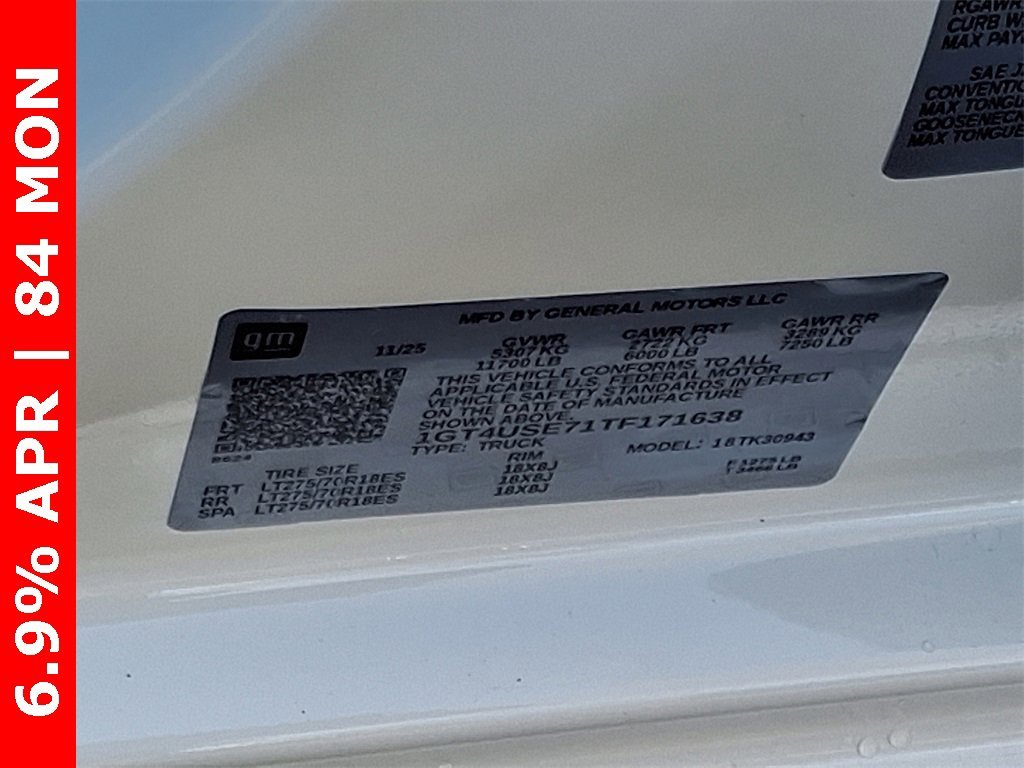 6.9% APR | 84 MON
RGAWR
CURB W
MAX PAY
SAE J
CONVENTIO
MAX TONGU
GOOSENECK
MAX TONGUE
gm
MFD BY GENERAL MOTORS LLC
11/25
GVWR GAWR FRT GAWR RR
5307 KG 2722 KG 3289 KG
11700 LB 6000 LB 7250 LB
THIS VEHICLE CONFORMS TO ALL
APPLICABLE U.S. FEDERAL MOTOR
VEHICLE SAFETY STANDARDS IN EFFECT
ON THE DATE OF MANUFACTURE
SHOWN ABOVE.
1GT4USE71TF171638
TYPE: TRUCK MODEL: 18TK30943
TIRE SIZE RIM
FRT LT275/70R18ES 18X8J
RR LT275/70R18ES 18X8J
SPA LT275/70R18ES 18X8J